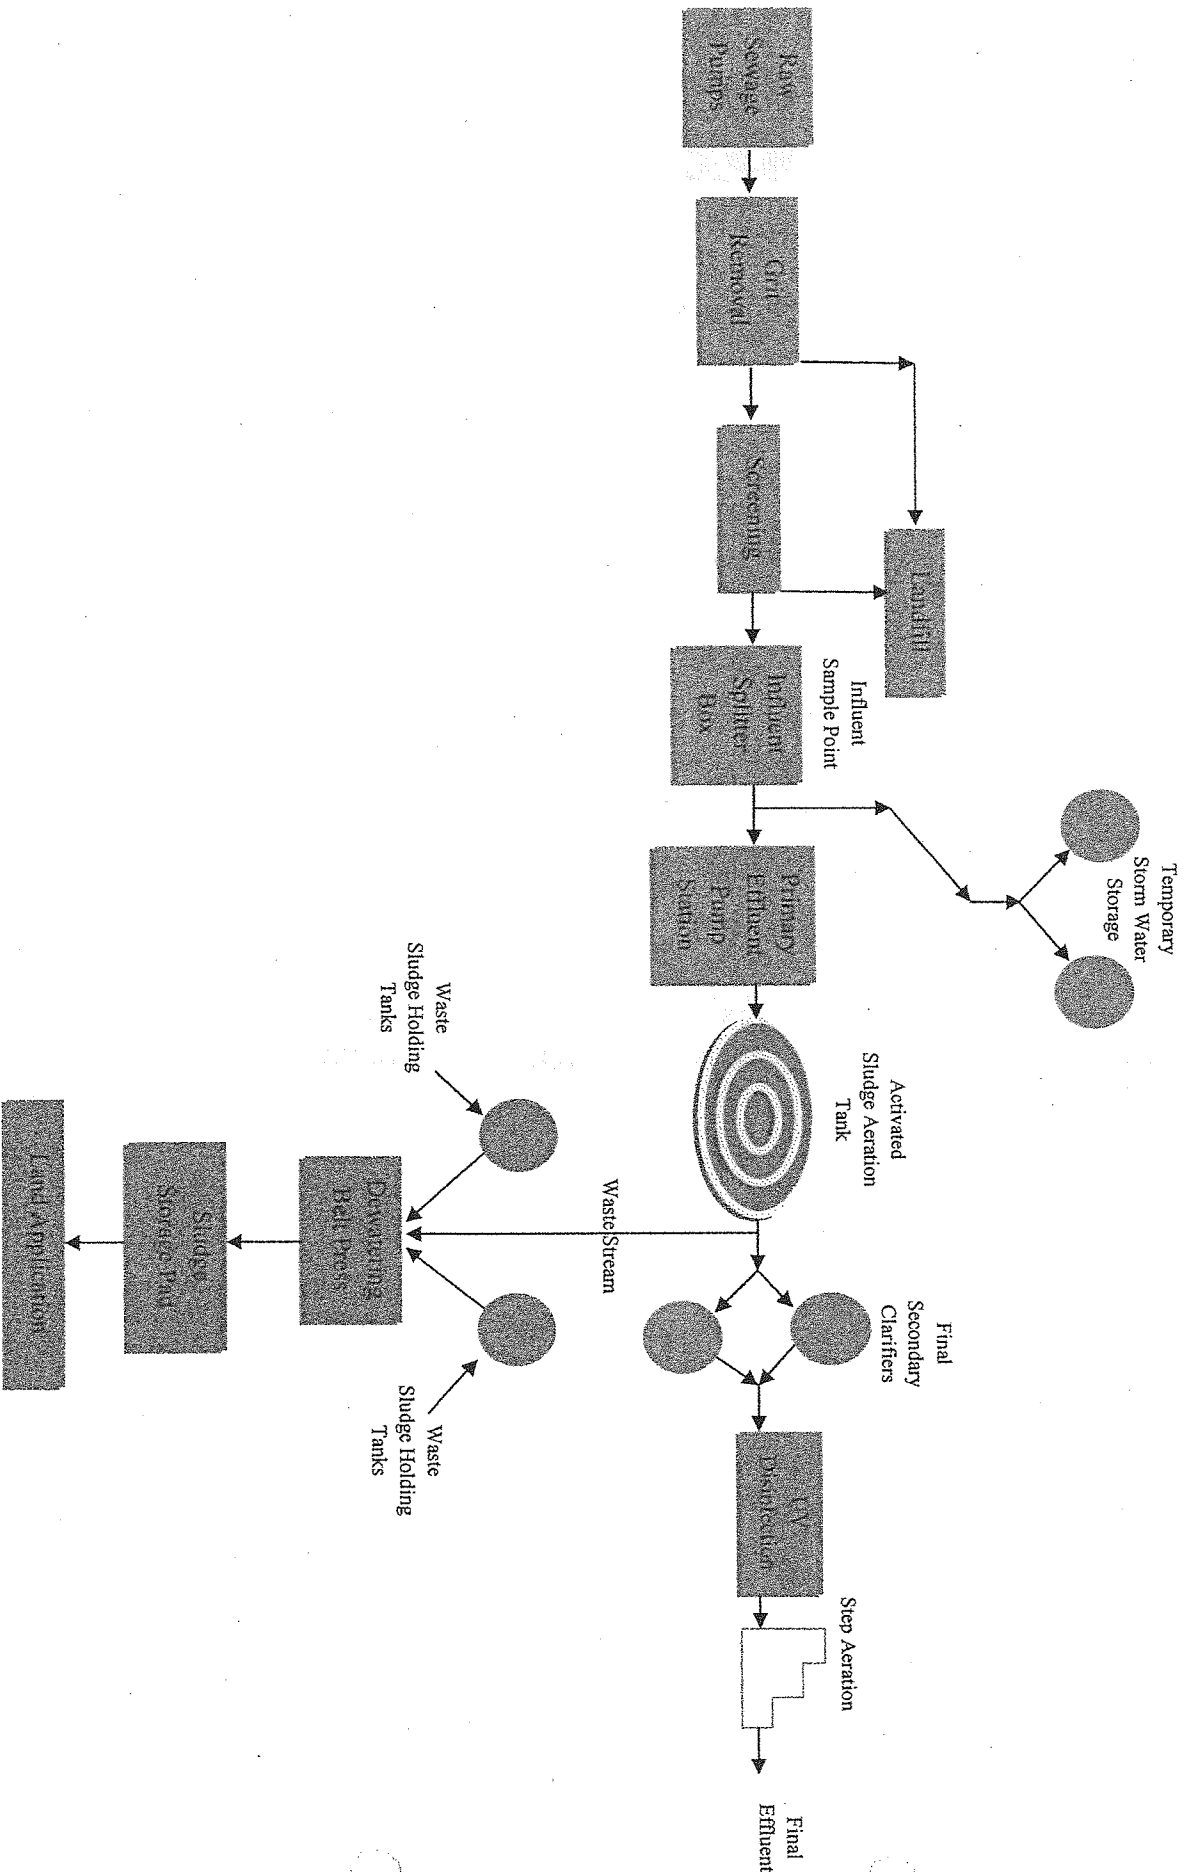 Raw
Sewage
Pumps
Grit
Removal
Screening
Landfill
Influent
Sample Point
Influent
Splitter
Box
Temporary
Storm Water
Storage
Primary
Effluent
Pump
Station
Activated
Sludge Aeration
Tank
Waste Stream
Waste
Sludge Holding
Tanks
Dewatering
Belt Press
Sludge
Storage Pad
Land Application
Waste
Sludge Holding
Tanks
Final
Secondary
Clarifiers
UV
Disinfection
Step Aeration
Final
Effluent